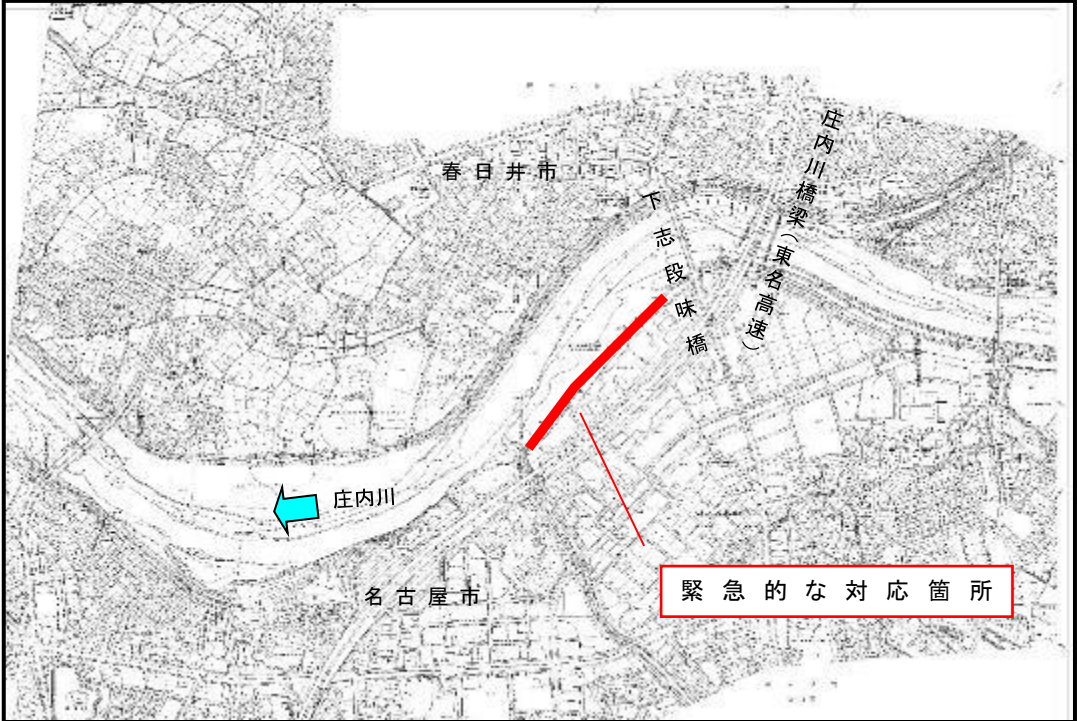 庄内川橋梁（東名高速）
春日井市
下志段味橋
庄内川
緊急的な対応箇所
名古屋市